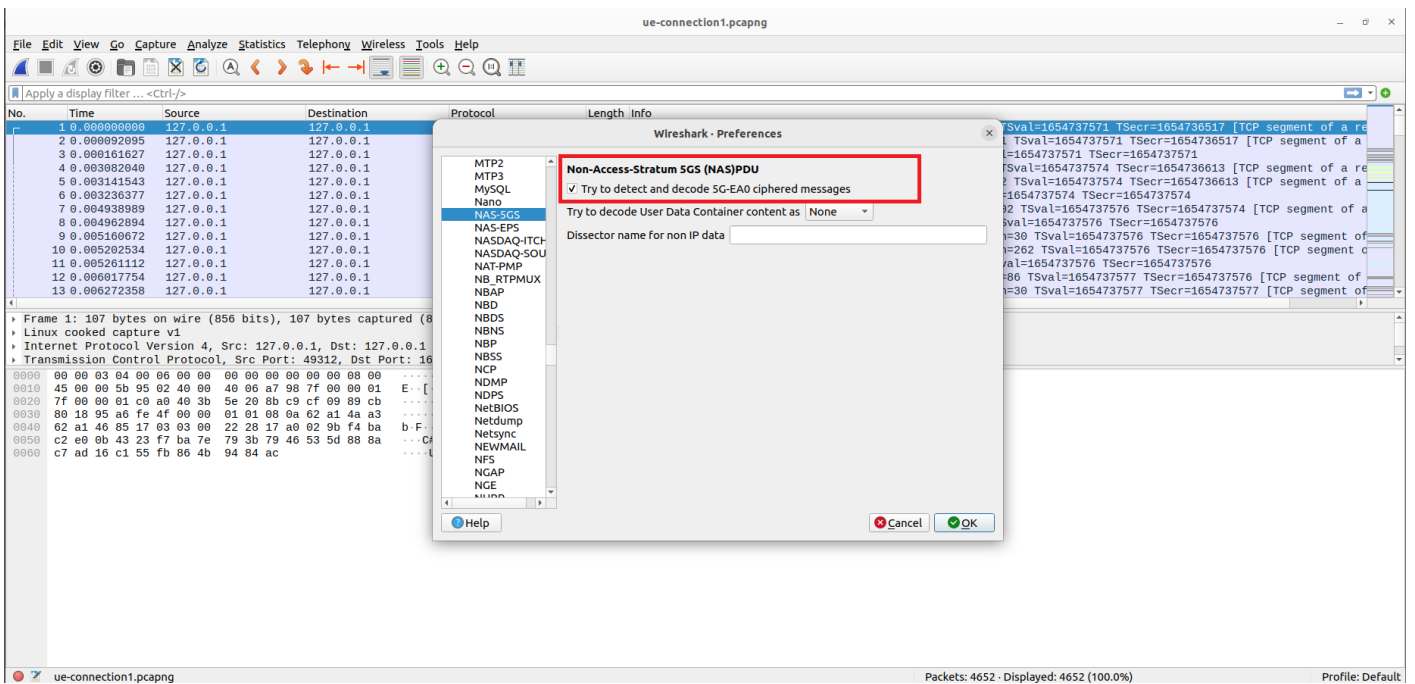 ue-connection1.pcapng
File Edit View Go Capture Analyze Statistics Telephony Wireless Tools Help
Apply a display filter … <Ctrl-/>
No. Time Source Destination Protocol Length Info
1 0.000000000 127.0.0.1 127.0.0.1 TSval=1654737571 TSecr=1654736517 [TCP segment of a re
2 0.000092095 127.0.0.1 127.0.0.1 TSval=1654737571 TSecr=1654736517 [TCP segment of a
3 0.000161627 127.0.0.1 127.0.0.1 l=1654737571 TSecr=1654737571
4 0.003082040 127.0.0.1 127.0.0.1 TSval=1654737574 TSecr=1654736613 [TCP segment of a re
5 0.003141543 127.0.0.1 127.0.0.1 2 TSval=1654737574 TSecr=1654736613 [TCP segment of a
6 0.003236377 127.0.0.1 127.0.0.1 =1654737574 TSecr=1654737574
7 0.004938989 127.0.0.1 127.0.0.1 92 TSval=1654737576 TSecr=1654737574 [TCP segment of a
8 0.004962894 127.0.0.1 127.0.0.1 Sval=1654737576 TSecr=1654737576
9 0.005160672 127.0.0.1 127.0.0.1 n=30 TSval=1654737576 TSecr=1654737576 [TCP segment of
10 0.005202534 127.0.0.1 127.0.0.1 n=262 TSval=1654737576 TSecr=1654737576 [TCP segment o
11 0.005261112 127.0.0.1 127.0.0.1 val=1654737576 TSecr=1654737576
12 0.006017754 127.0.0.1 127.0.0.1 =86 TSval=1654737577 TSecr=1654737576 [TCP segment of
13 0.006272358 127.0.0.1 127.0.0.1 n=30 TSval=1654737577 TSecr=1654737577 [TCP segment of
Frame 1: 107 bytes on wire (856 bits), 107 bytes captured (8
Linux cooked capture v1
Internet Protocol Version 4, Src: 127.0.0.1, Dst: 127.0.0.1
Transmission Control Protocol, Src Port: 49312, Dst Port: 16
0000 00 00 03 04 00 06 00 00 00 00 00 00 00 00 08 00 ·····
0010 45 00 00 5b 95 02 40 00 40 06 a7 98 7f 00 00 01 E··[·
0020 7f 00 00 01 c0 a0 40 3b 5e 20 8b c9 cf 09 89 cb ·····
0030 80 18 95 a6 fe 4f 00 00 01 01 08 0a 62 a1 4a a3 ·····
0040 62 a1 46 85 17 03 03 00 22 28 17 a0 02 9b f4 ba b·F··
0050 c2 e0 0b 43 23 f7 ba 7e 79 3b 79 46 53 5d 88 8a ···C#
0060 c7 ad 16 c1 55 fb 86 4b 94 84 ac ····U
Wireshark · Preferences
MTP2
MTP3
MySQL
Nano
NAS-5GS
NAS-EPS
NASDAQ-ITCH
NASDAQ-SOU
NAT-PMP
NB_RTPMUX
NBAP
NBD
NBDS
NBNS
NBP
NBSS
NCP
NDMP
NDPS
NetBIOS
Netdump
Netsync
NEWMAIL
NFS
NGAP
NGE
Non-Access-Stratum 5GS (NAS)PDU
Try to detect and decode 5G-EA0 ciphered messages
Try to decode User Data Container content as None
Dissector name for non IP data
Help
Cancel OK
ue-connection1.pcapng Packets: 4652 · Displayed: 4652 (100.0%) Profile: Default